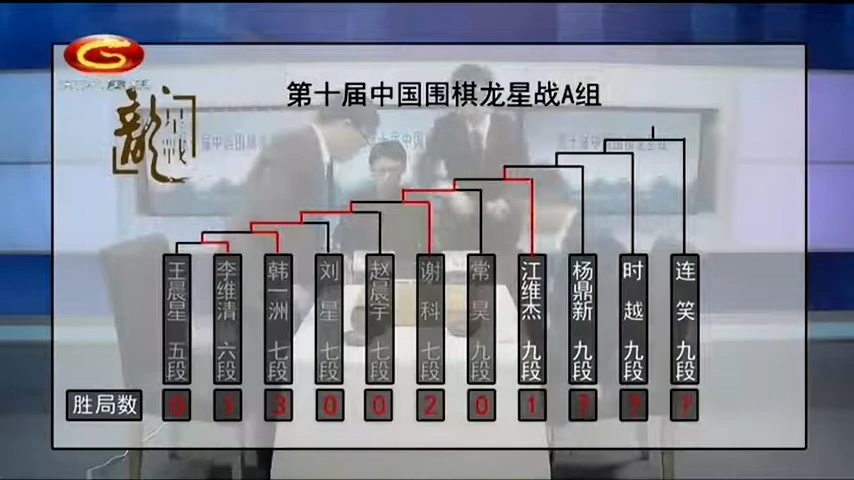 第十届中国围棋龙星战A组
王晨星 五段
李维清 六段
韩一洲 七段
刘星 七段
赵晨宇 七段
谢科 七段
常昊 九段
江维杰 九段
杨鼎新 九段
时越 九段
连笑 九段
胜局数 0 1 3 0 0 2 0 1 ? ? ?